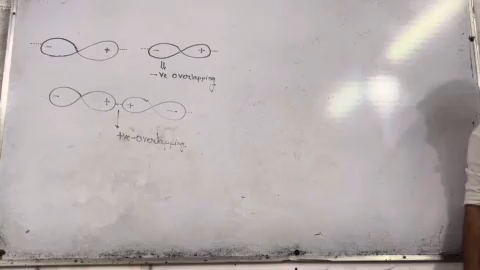 - + - +
-ve overlapping
- + + -
+ve-overlapping